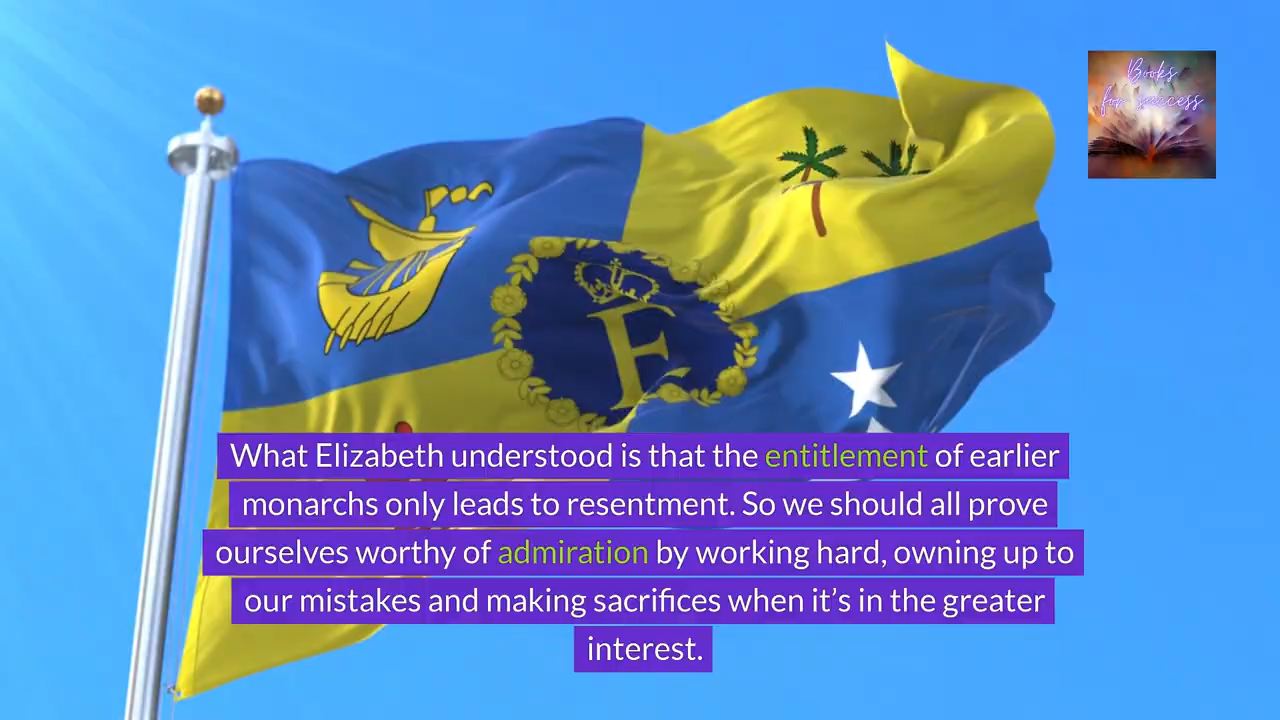 Books
for success
E
What Elizabeth understood is that the entitlement of earlier
monarchs only leads to resentment. So we should all prove
ourselves worthy of admiration by working hard, owning up to
our mistakes and making sacrifices when it’s in the greater
interest.